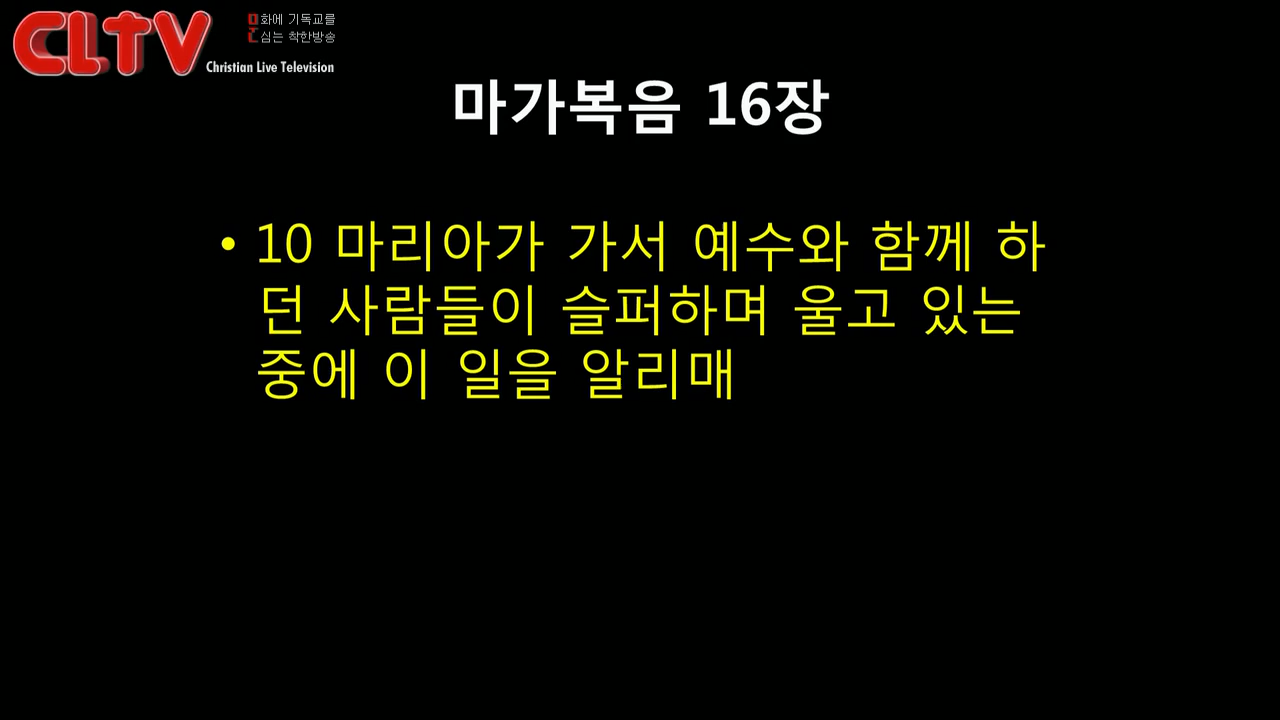 CLTV
문화에 기독교를
심는 착한방송
Christian Live Television
마가복음 16장
• 10 마리아가 가서 예수와 함께 하
던 사람들이 슬퍼하며 울고 있는
중에 이 일을 알리매